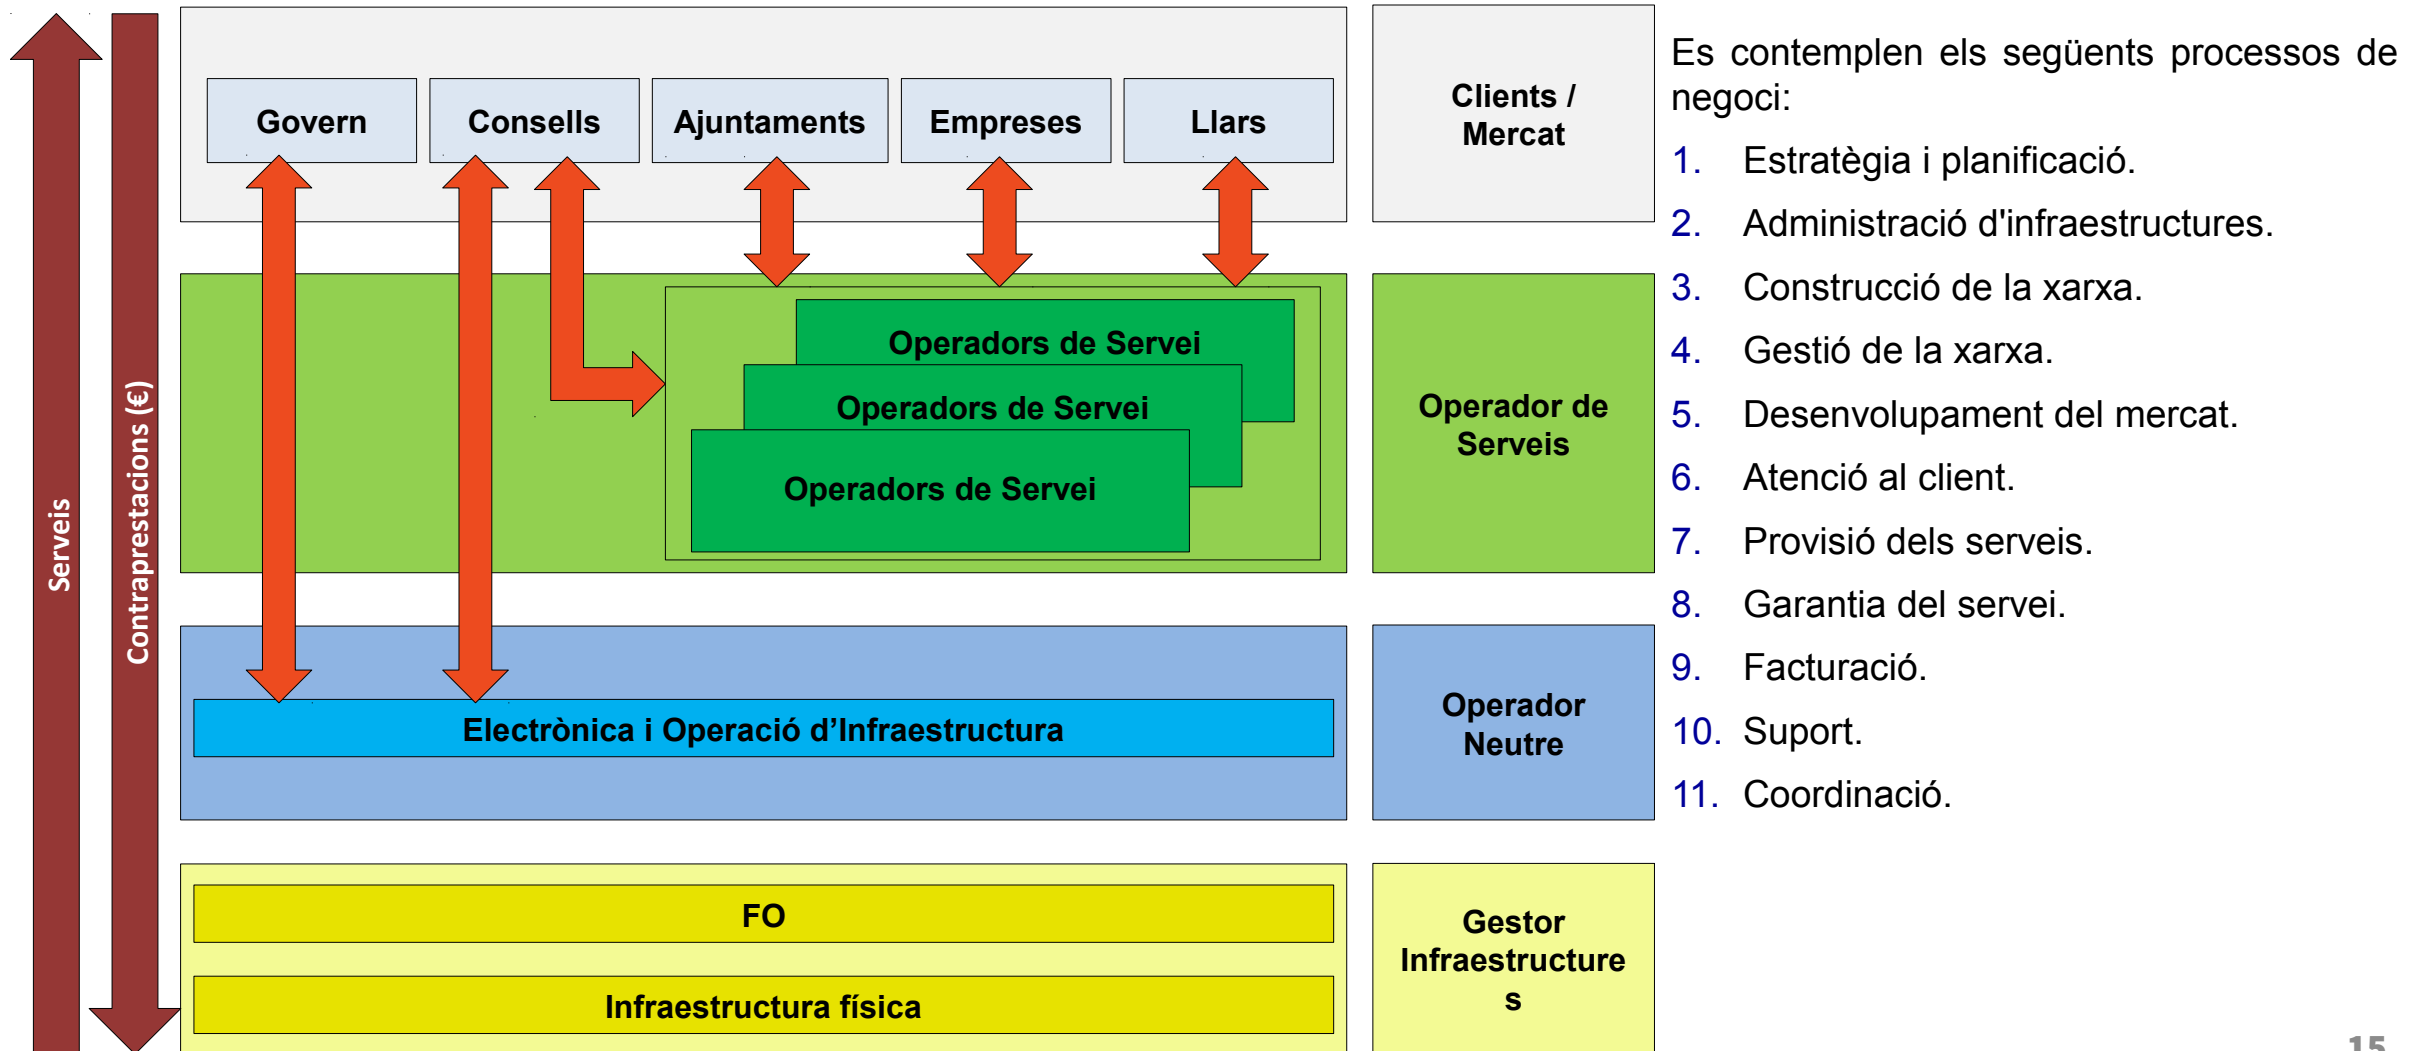 Serveis
Contraprestacions (€)
Govern
Consells
Ajuntaments
Empreses
Llars
Clients /
Mercat
Operadors de Servei
Operadors de Servei
Operadors de Servei
Operador de
Serveis
Electrònica i Operació d’Infraestructura
Operador
Neutre
FO
Infraestructura física
Gestor
Infraestructure
s
Es contemplen els següents processos de
negoci:
1. Estratègia i planificació.
2. Administració d'infraestructures.
3. Construcció de la xarxa.
4. Gestió de la xarxa.
5. Desenvolupament del mercat.
6. Atenció al client.
7. Provisió dels serveis.
8. Garantia del servei.
9. Facturació.
10. Suport.
11. Coordinació.
15